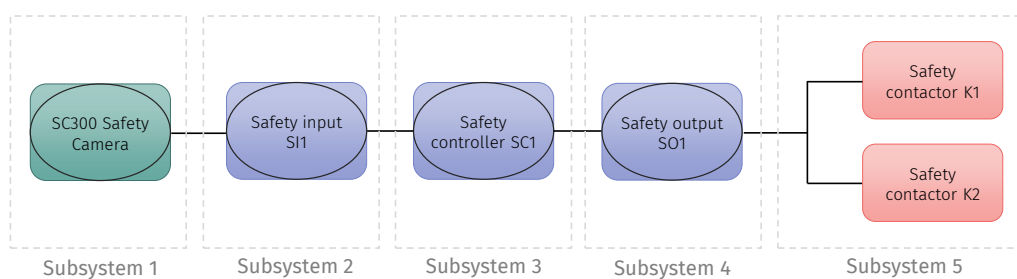 SC300 Safety
Camera
Safety input
SI1
Safety
controller SC1
Safety output
SO1
Safety
contactor K1
Safety
contactor K2
Subsystem 1
Subsystem 2
Subsystem 3
Subsystem 4
Subsystem 5